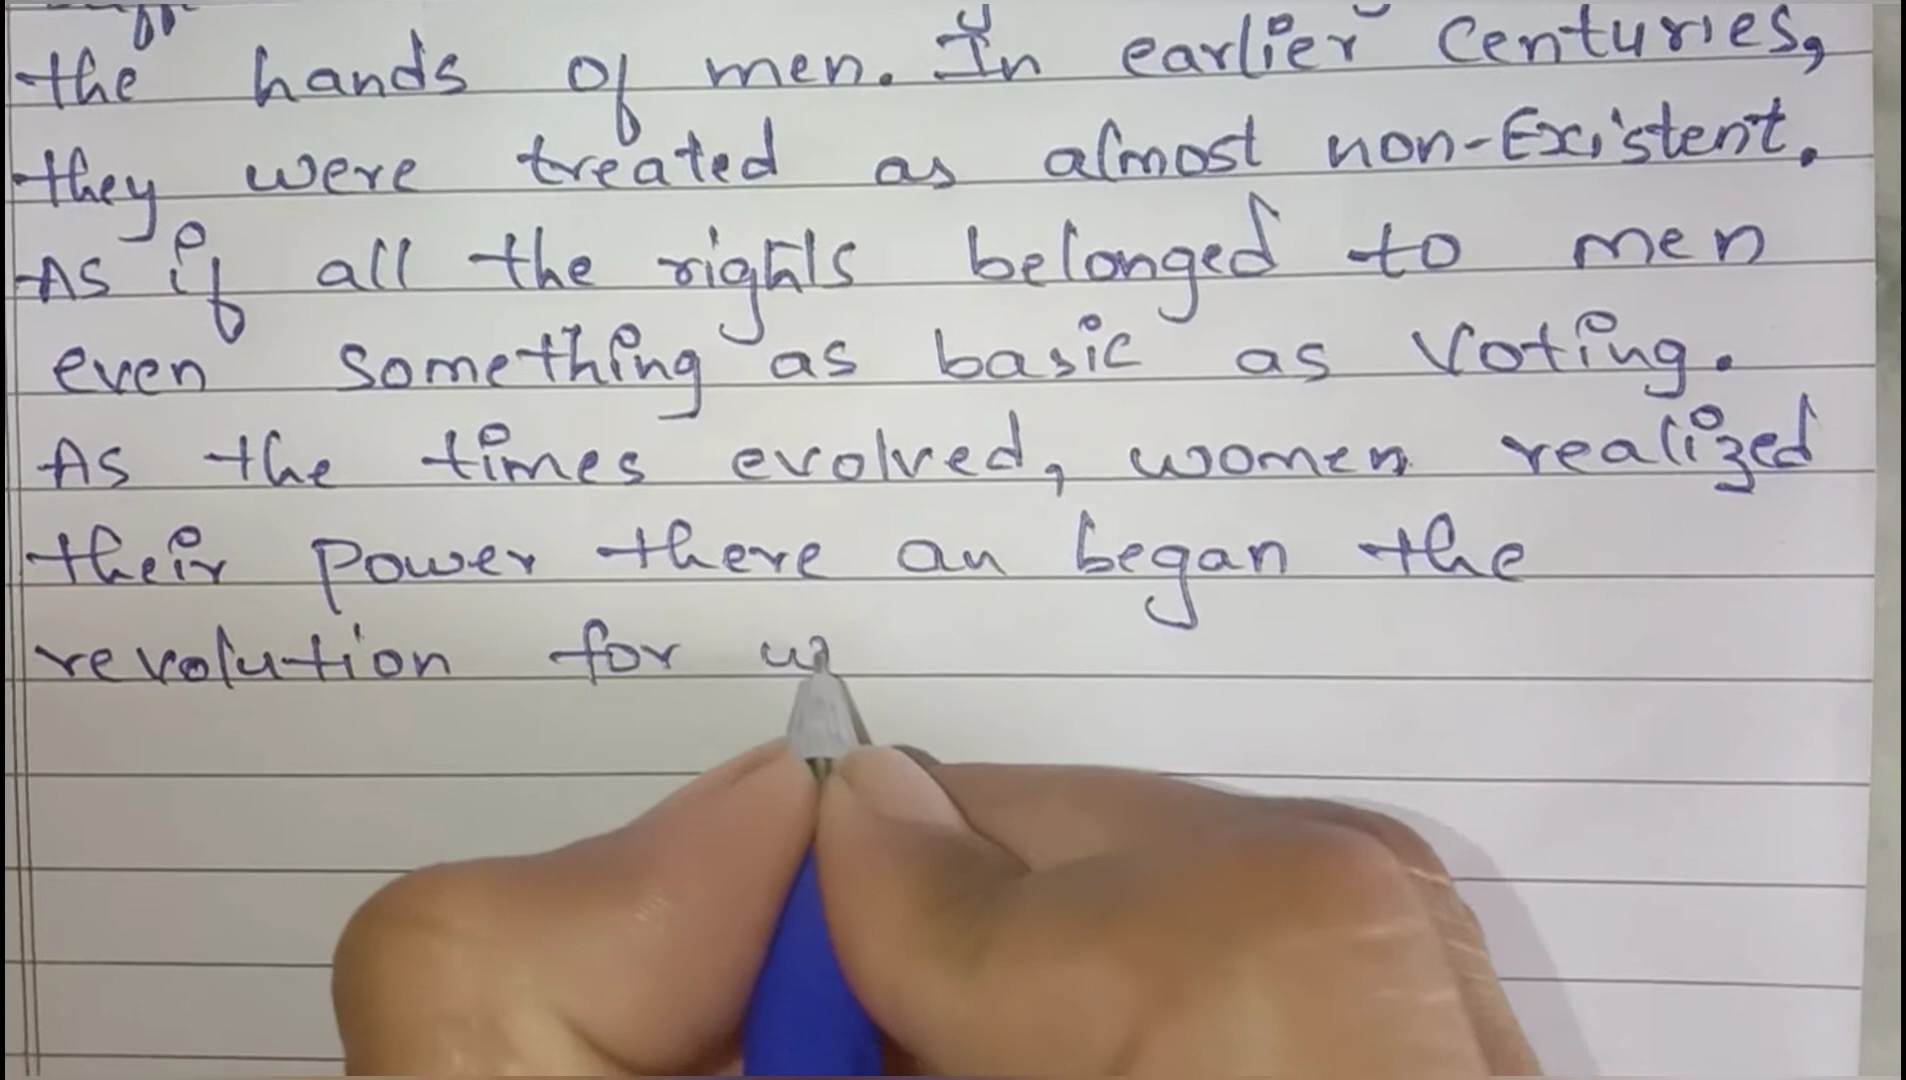 the hands of men. In earlier centuries,
they were treated as almost non-Existent.
As if all the rights belonged to men
even something as basic as Voting.
As the times evolved, women realized
their power there an began the
revolution for